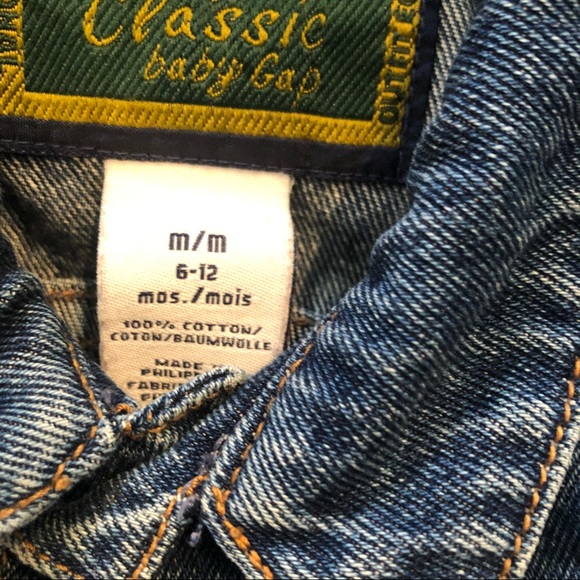 Classic
baby Gap
m/m
6-12
mos./mois
100% COTTON/
COTON/BAUMWOLLE
MADE